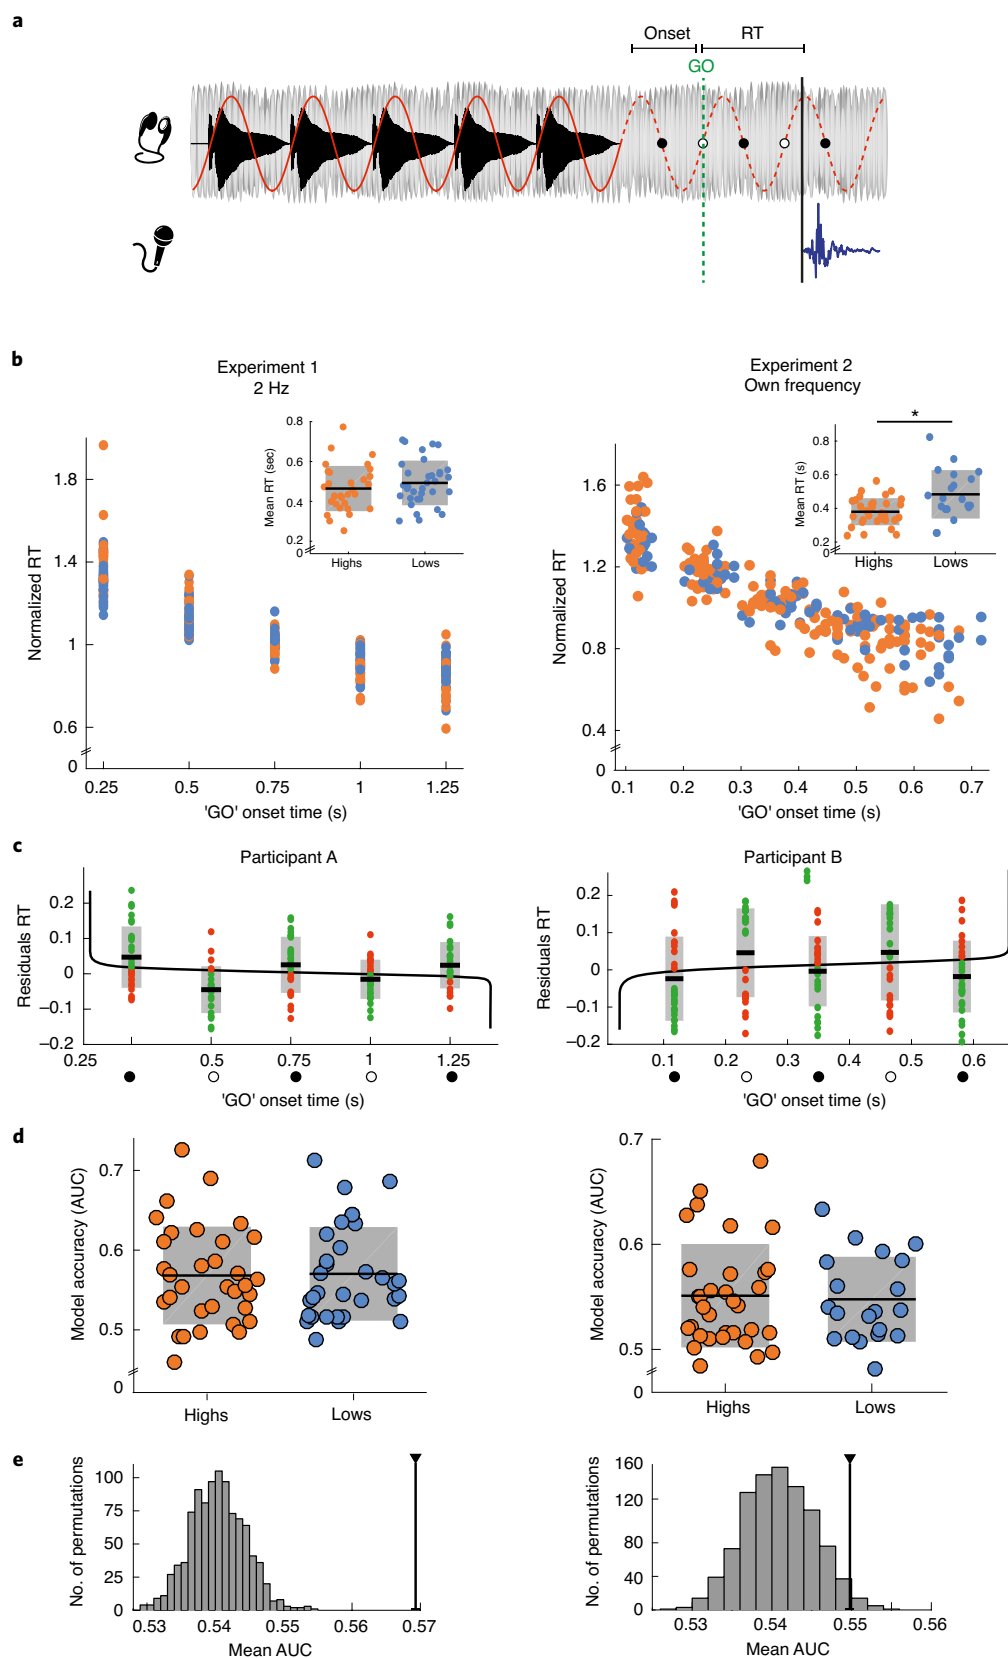 a
Onset
RT
GO
b
Experiment 1
2 Hz
Normalized RT
1.8
1.4
1
0.6
0
0.25
0.5
0.75
1
1.25
'GO' onset time (s)
Mean RT (sec)
0.8
0.6
0.4
0.2
0
Highs
Lows
Experiment 2
Own frequency
Normalized RT
1.6
1.2
1.0
0.8
0.4
0
0.1
0.2
0.3
0.4
0.5
0.6
0.7
'GO' onset time (s)
*
Mean RT (s)
0.8
0.6
0.4
0.2
0
Highs
Lows
c
Participant A
Residuals RT
0.2
0.1
0
−0.1
−0.2
0.25
0.5
0.75
1
1.25
'GO' onset time (s)
Participant B
Residuals RT
0.2
0.1
0
−0.1
−0.2
0.1
0.2
0.3
0.4
0.5
0.6
'GO' onset time (s)
d
Model accuracy (AUC)
0.7
0.6
0.5
0
Highs
Lows
Model accuracy (AUC)
0.7
0.6
0.5
0
Highs
Lows
e
No. of permutations
100
75
50
25
0
0.53
0.54
0.55
0.56
0.57
Mean AUC
No. of permutations
160
120
80
40
0
0.53
0.54
0.55
0.56
Mean AUC